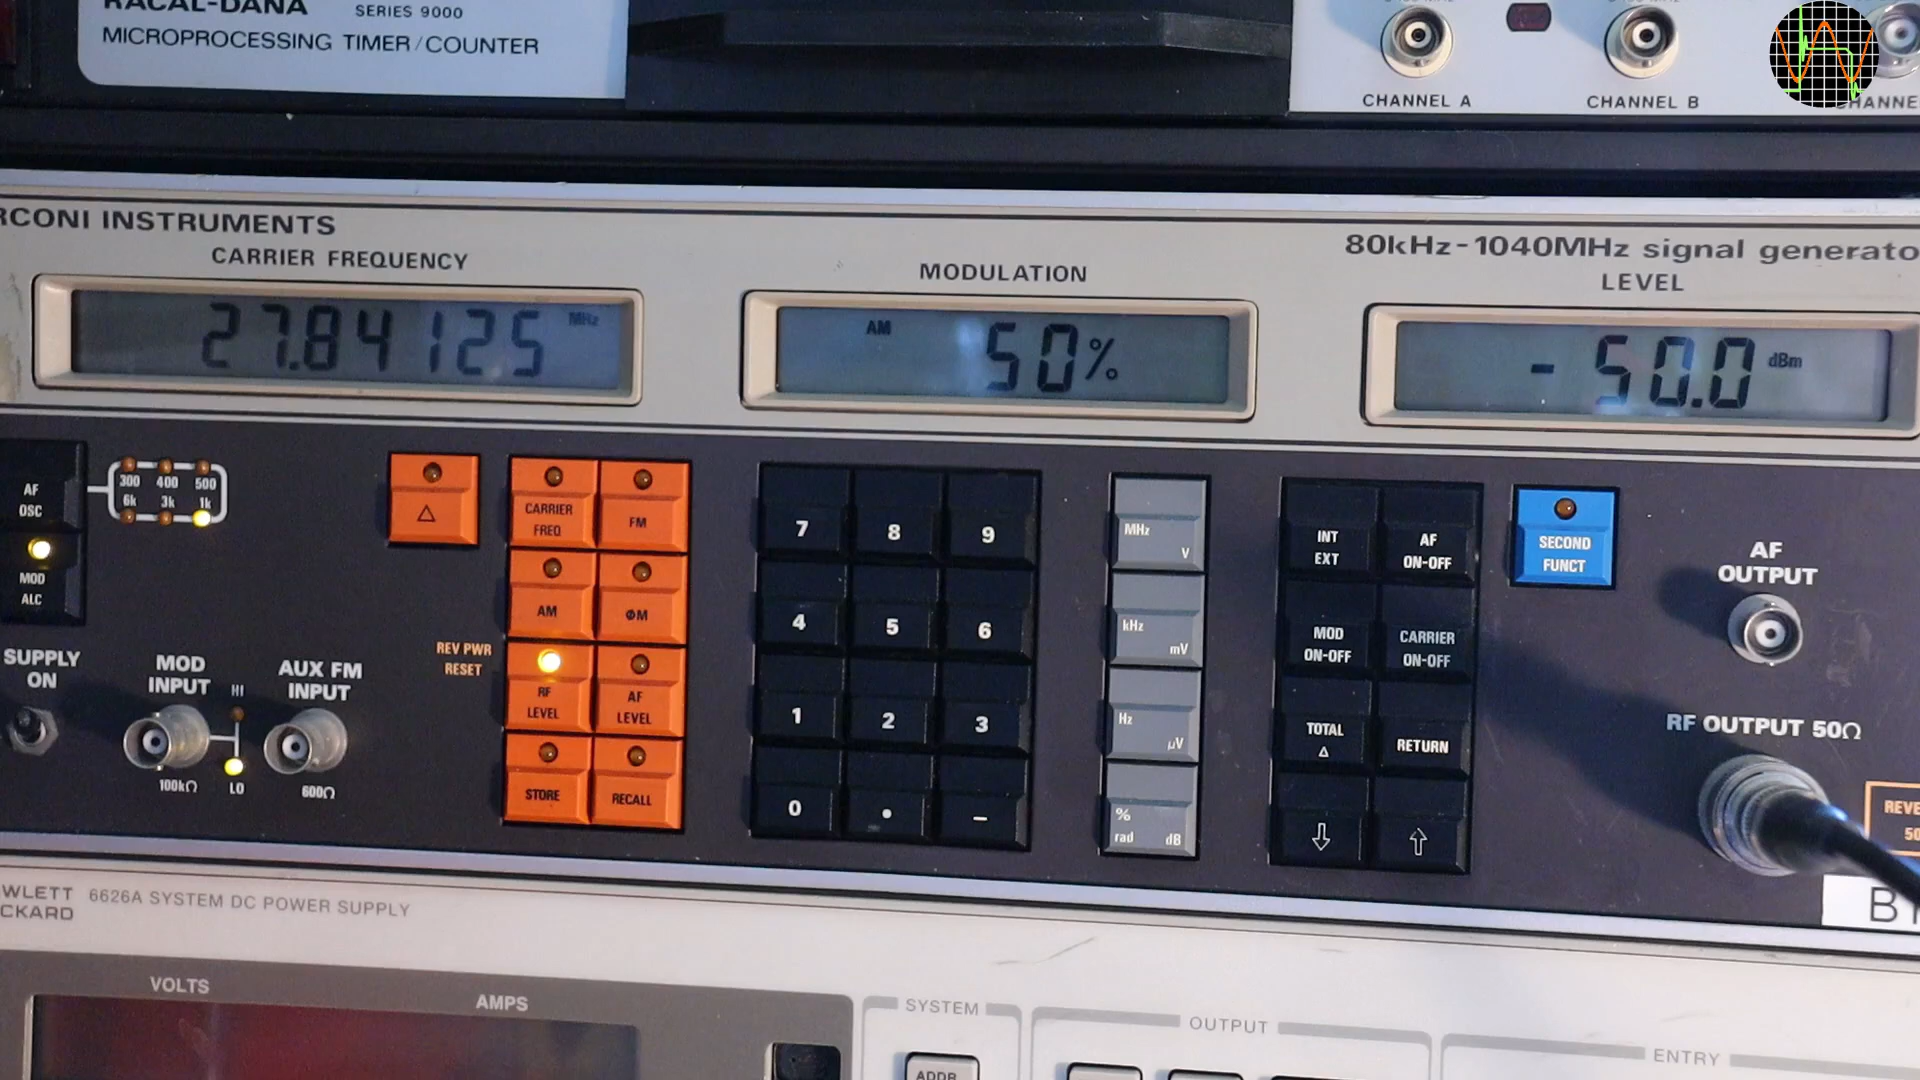 RACAL-DANA SERIES 9000
MICROPROCESSING TIMER/COUNTER
CHANNEL A
CHANNEL B
RCONI INSTRUMENTS
80kHz-1040MHz signal generato
CARRIER FREQUENCY
MODULATION
LEVEL
27.84125 MHz
AM 50%
-50.0 dBm
AF
OSC
300 400 500
6k 3k 1k
MOD
ALC
△
CARRIER
FREQ
FM
AM
ΦM
REV PWR
RESET
RF
LEVEL
AF
LEVEL
STORE
RECALL
7 8 9
4 5 6
1 2 3
0 . –
MHz
V
kHz
mV
Hz
µV
%
rad dB
INT
EXT
AF
ON-OFF
MOD
ON-OFF
CARRIER
ON-OFF
TOTAL
△
RETURN
⇩ ⇧
SECOND
FUNCT
AF
OUTPUT
SUPPLY
ON
MOD
INPUT
HI
LO
100kΩ
AUX FM
INPUT
600Ω
RF OUTPUT 50Ω
REVE
50
WLETT
CKARD
6626A SYSTEM DC POWER SUPPLY
VOLTS
AMPS
SYSTEM
OUTPUT
ENTRY
ADDR